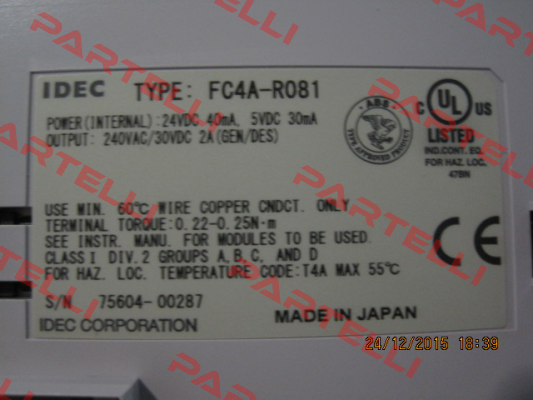 IDEC TYPE: FC4A-R081
POWER(INTERNAL):24VDC 40mA, 5VDC 30mA
OUTPUT: 240VAC/30VDC 2A(GEN/DES)
ABS
TYPE APPROVED PRODUCT
C UL US
LISTED
IND.CONT. EQ.
FOR HAZ. LOC.
47BN
USE MIN. 60℃ WIRE COPPER CNDCT. ONLY
TERMINAL TORQUE:0.22-0.25N·m
SEE INSTR. MANU. FOR MODULES TO BE USED.
CLASS I DIV.2 GROUPS A,B,C, AND D
FOR HAZ. LOC. TEMPERATURE CODE:T4A MAX 55℃
CE
S/N 75604-00287
IDEC CORPORATION MADE IN JAPAN
24/12/2015 18:39
PARTELLI
PARTELLI
PARTELLI
PARTELLI